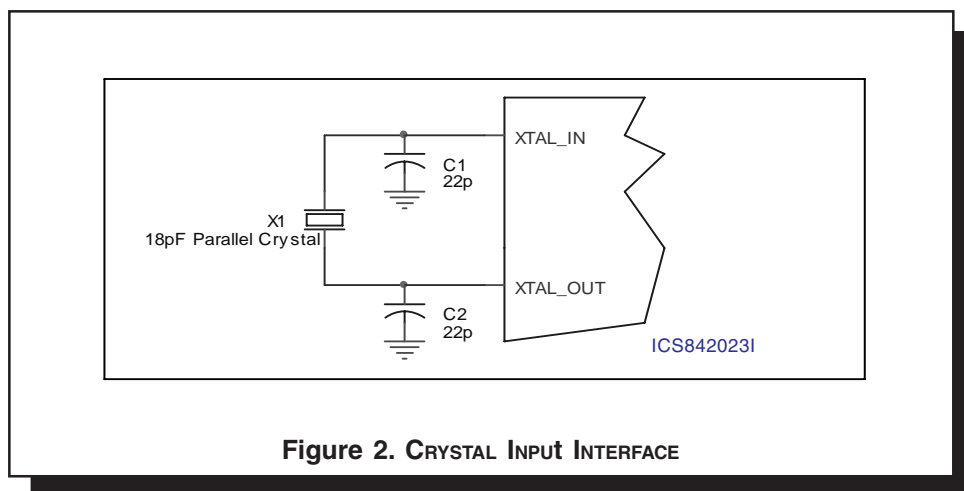 XTAL_IN
C1
22p
X1
18pF Parallel Crystal
XTAL_OUT
C2
22p
ICS842023I
Figure 2. CRYSTAL INPUt INTERFACE